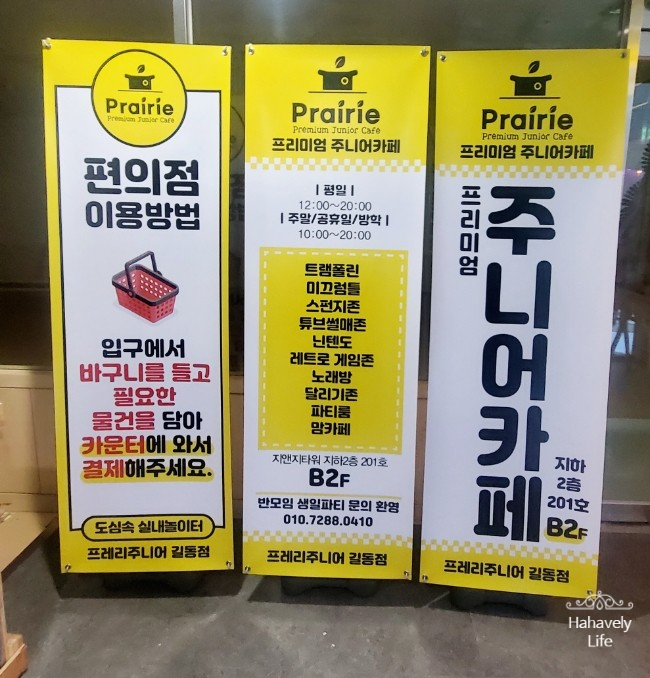 Prairie
Premium Junior Cafe
편의점
이용방법
입구에서
바구니를 들고
필요한
물건을 담아
카운터에 와서
결제해주세요.
도심속 실내놀이터
프레리주니어 길동점
Prairie
Premium Junior Cafe
프리미엄 주니어카페
| 평일 |
12:00~20:00
| 주말/공휴일/방학 |
10:00~20:00
트램폴린
미끄럼틀
스펀지존
튜브썰매존
닌텐도
레트로 게임존
노래방
달리기존
파티룸
맘카페
지앤지타워 지하2층 201호
B2F
반모임 생일파티 문의 환영
010.7288.0410
프레리주니어 길동점
Prairie
Premium Junior Cafe
프리미엄 주니어카페
프리미엄
주니어카페
지하
2층
201호
B2F
프레리주니어 길동점
Hahavely
Life